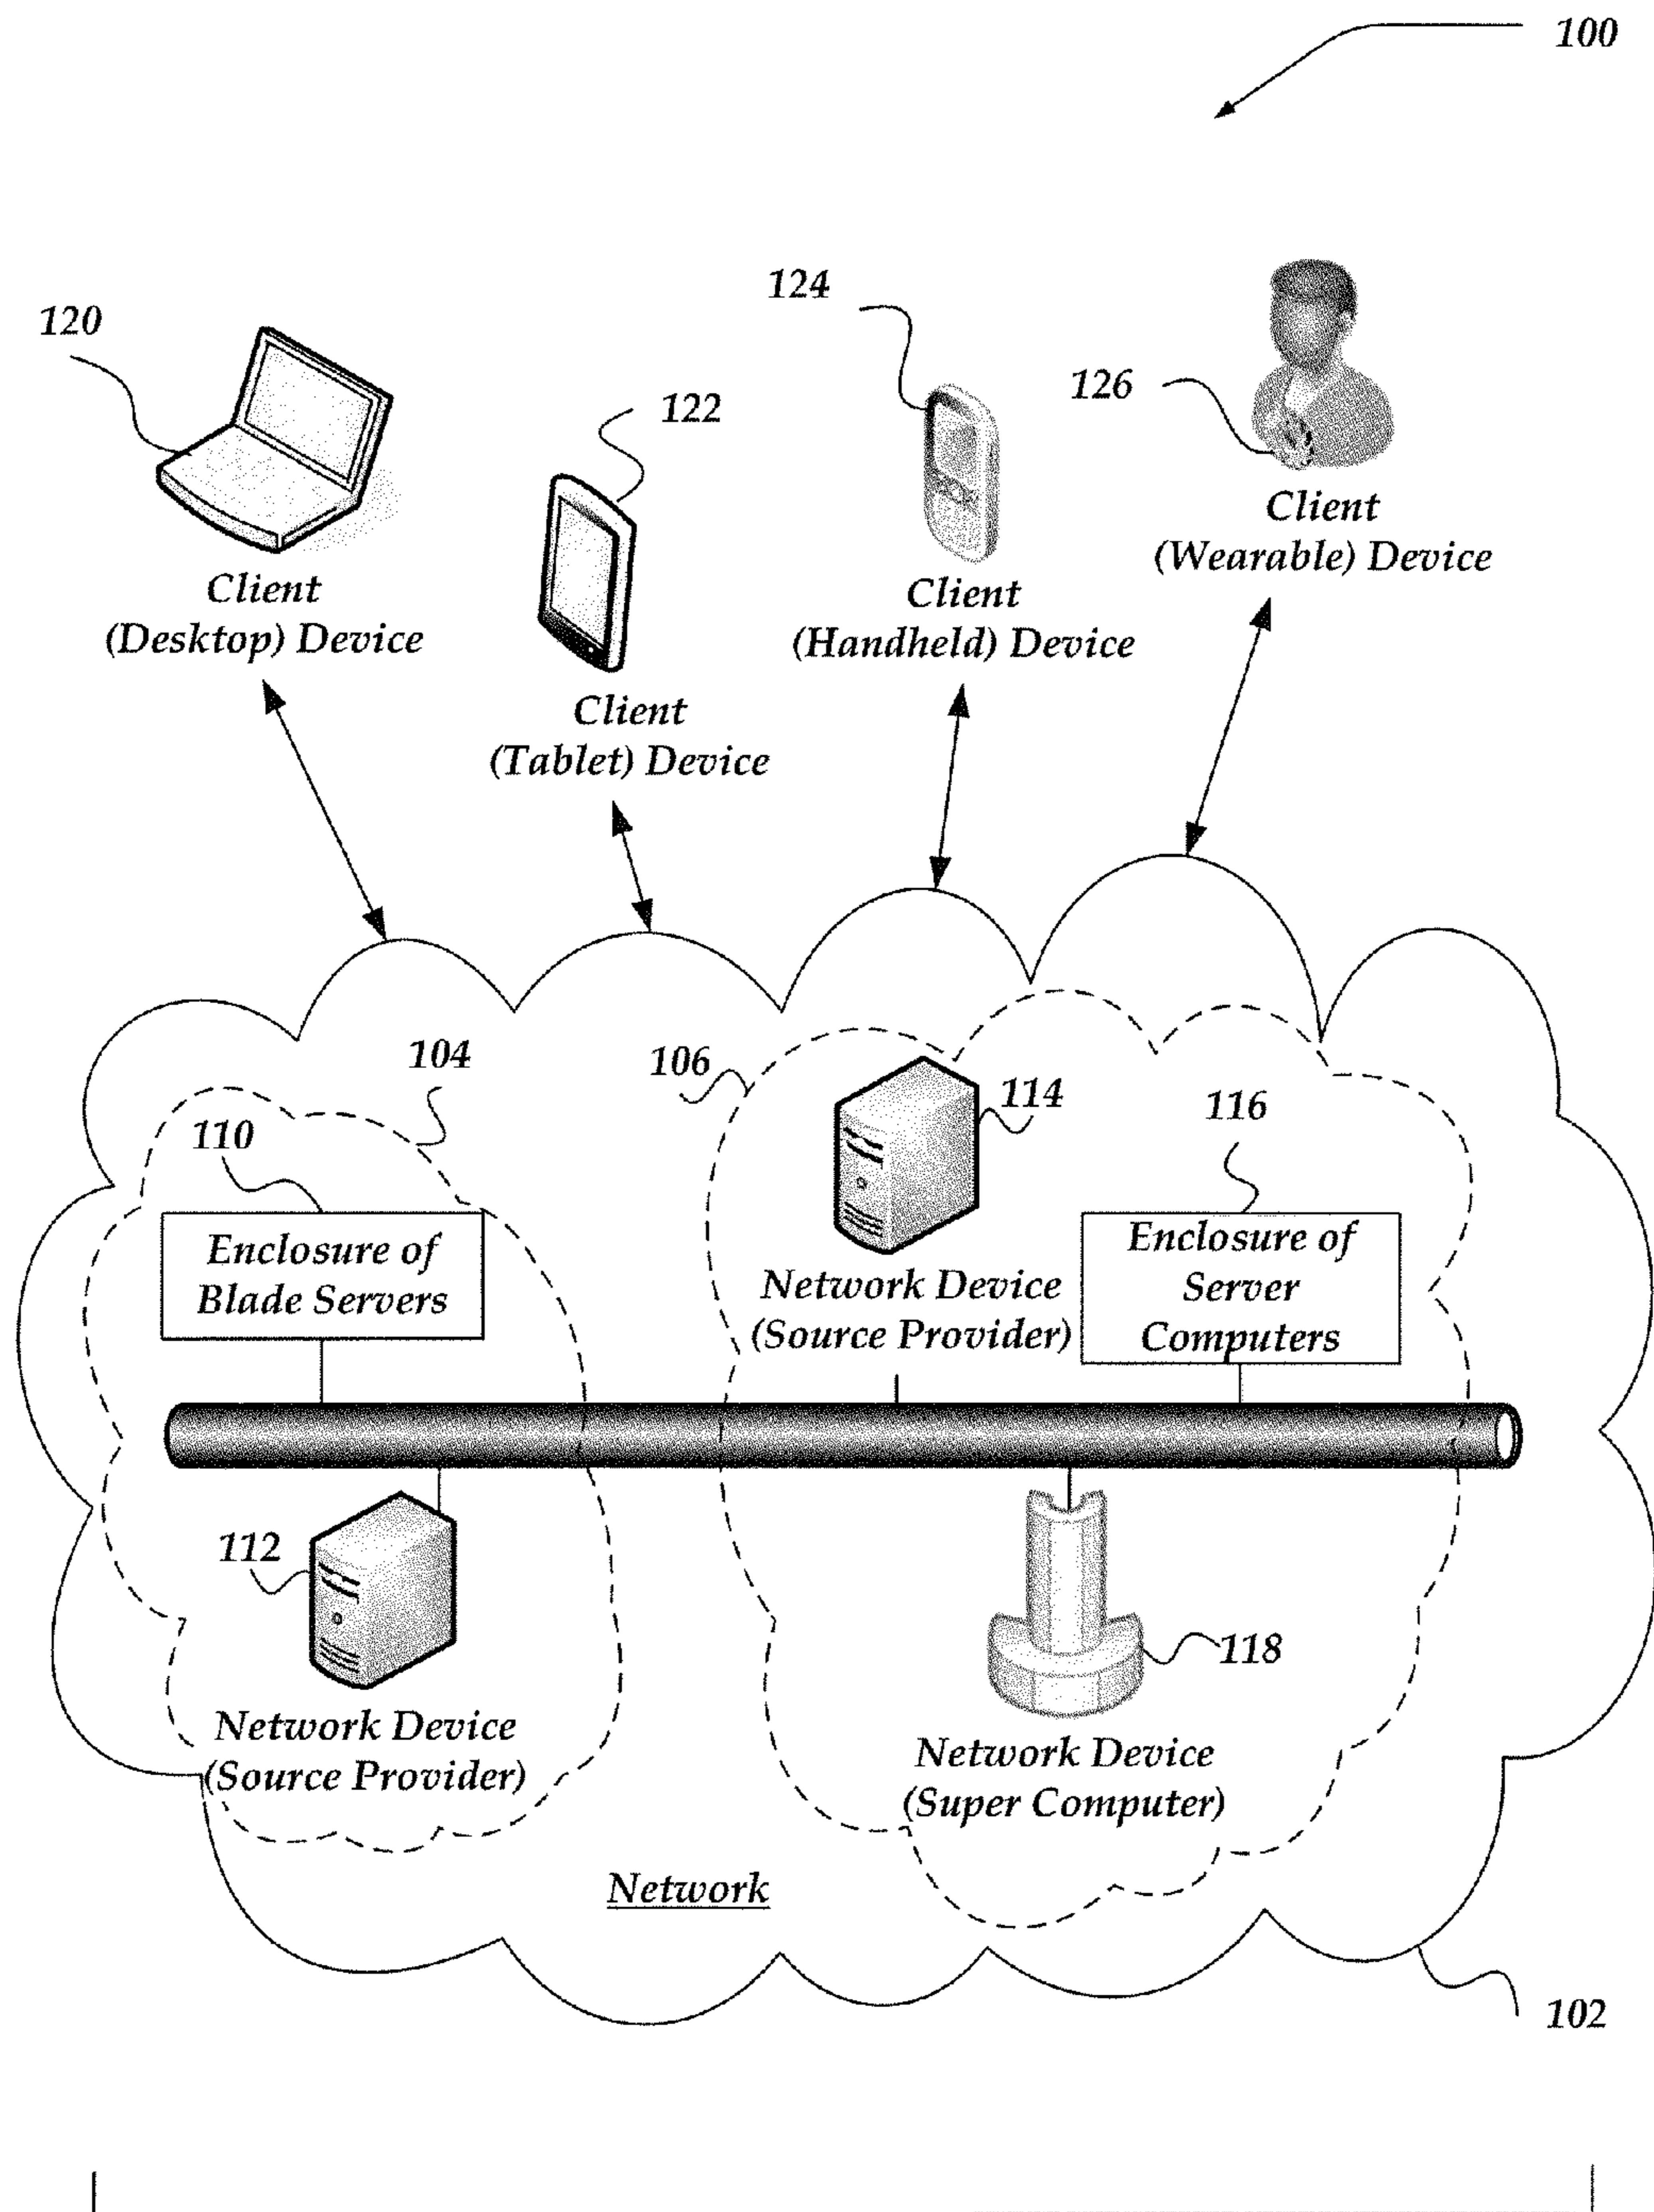 100
124
120
126
122
Client
(Wearable) Device
Client
(Desktop) Device
Client
(Handheld) Device
Client
(Tablet) Device
104
106
114
116
110
Enclosure of
Blade Servers
Network Device
(Source Provider)
Enclosure of
Server
Computers
112
118
Network Device
(Source Provider)
Network Device
(Super Computer)
Network
102